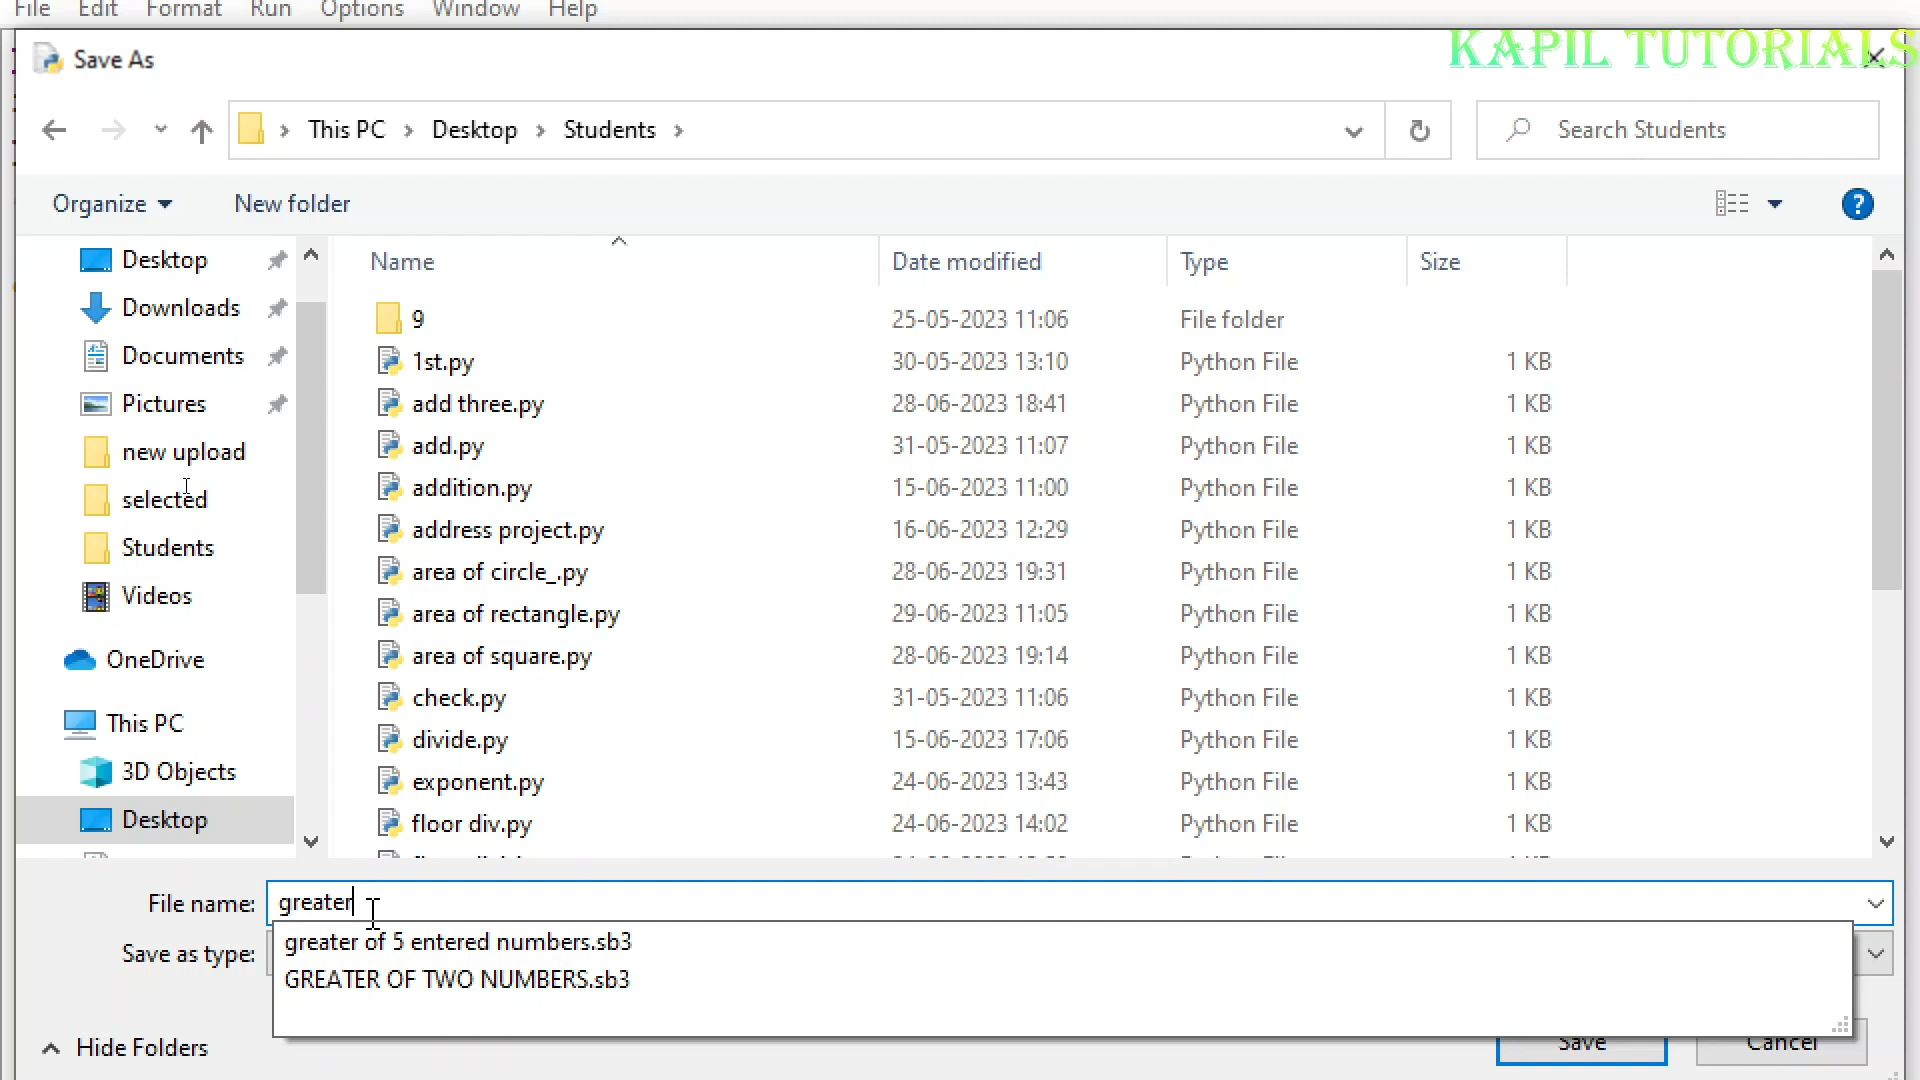 File Edit Format Run Options Window Help
KAPIL TUTORIALS
Save As
This PC Desktop Students
Search Students
Organize New folder
Name Date modified Type Size
Desktop
Downloads
Documents
Pictures
new upload
selected
Students
Videos
OneDrive
This PC
3D Objects
Desktop
9 25-05-2023 11:06 File folder
1st.py 30-05-2023 13:10 Python File 1 KB
add three.py 28-06-2023 18:41 Python File 1 KB
add.py 31-05-2023 11:07 Python File 1 KB
addition.py 15-06-2023 11:00 Python File 1 KB
address project.py 16-06-2023 12:29 Python File 1 KB
area of circle_.py 28-06-2023 19:31 Python File 1 KB
area of rectangle.py 29-06-2023 11:05 Python File 1 KB
area of square.py 28-06-2023 19:14 Python File 1 KB
check.py 31-05-2023 11:06 Python File 1 KB
divide.py 15-06-2023 17:06 Python File 1 KB
exponent.py 24-06-2023 13:43 Python File 1 KB
floor div.py 24-06-2023 14:02 Python File 1 KB
File name: greater
greater of 5 entered numbers.sb3
Save as type:
GREATER OF TWO NUMBERS.sb3
Hide Folders
Save Cancel